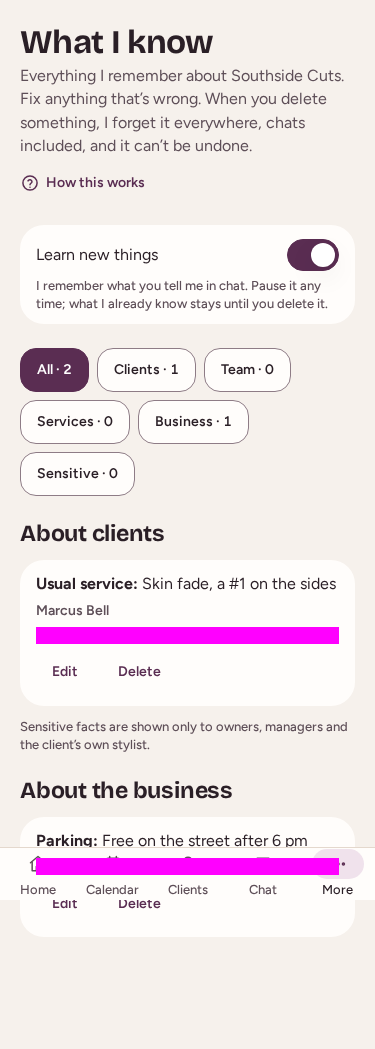 What I know
Everything I remember about Southside Cuts.
Fix anything that's wrong. When you delete
something, I forget it everywhere, chats
included, and it can't be undone.
How this works
Learn new things
I remember what you tell me in chat. Pause it any
time; what I already know stays until you delete it.
All · 2
Clients · 1
Team · 0
Services · 0
Business · 1
Sensitive · 0
About clients
Usual service: Skin fade, a #1 on the sides
Marcus Bell
Edit
Delete
Sensitive facts are shown only to owners, managers and
the client's own stylist.
About the business
Parking: Free on the street after 6 pm
Home
Calendar
Clients
Chat
More
Edit
Delete